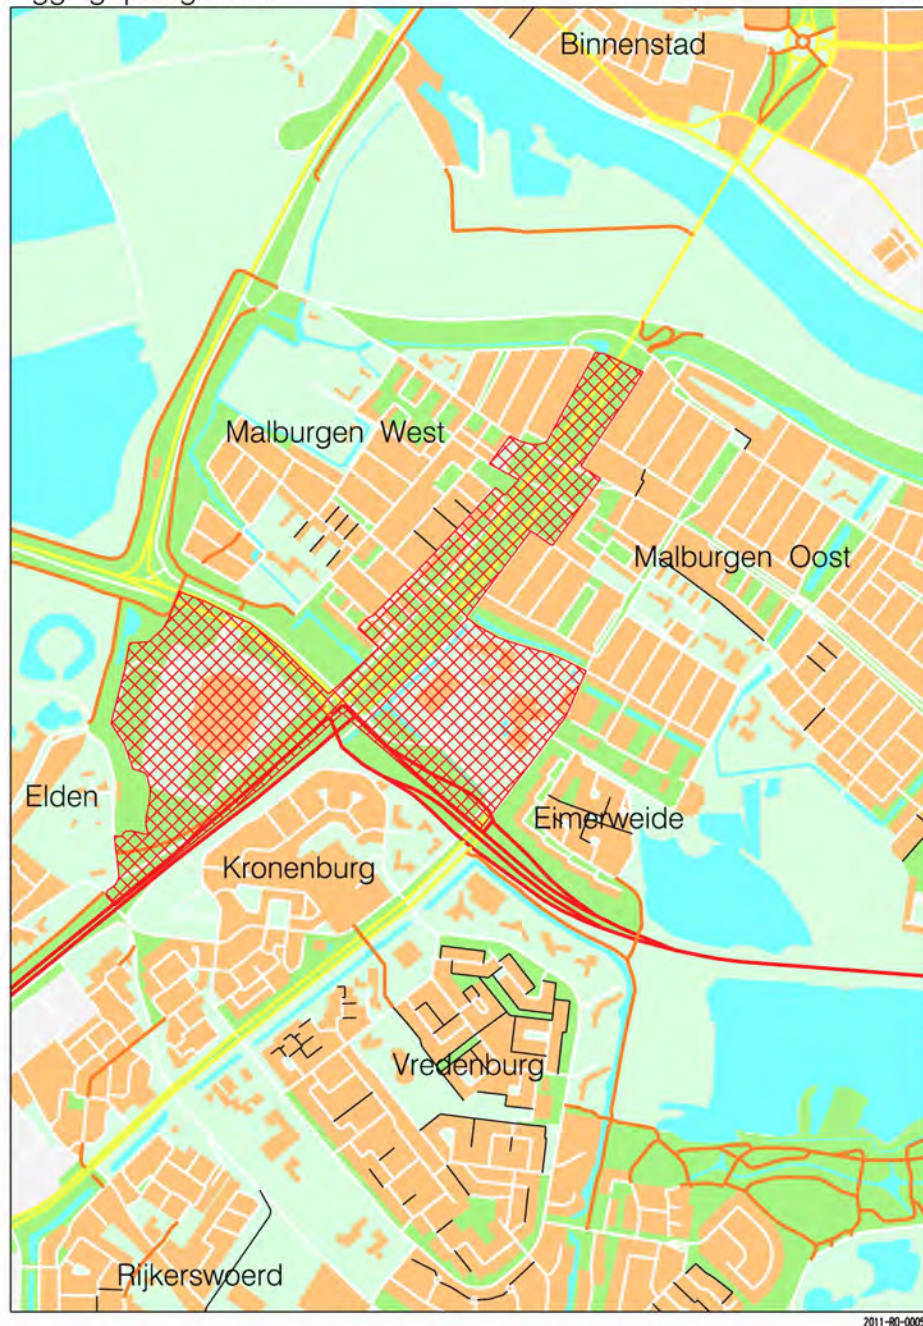 Binnenstad
Malburgen West
Malburgen Oost
Elden
Eimerweide
Kronenburg
Vredenburg
Rijkerswoerd